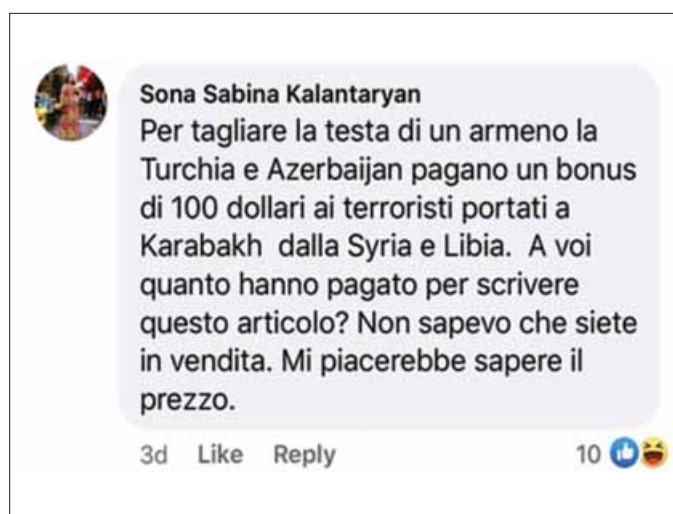 Sona Sabina Kalantaryan
Per tagliare la testa di un armeno la
Turchia e Azerbaijan pagano un bonus
di 100 dollari ai terroristi portati a
Karabakh dalla Syria e Libia. A voi
quanto hanno pagato per scrivere
questo articolo? Non sapevo che siete
in vendita. Mi piacerebbe sapere il
prezzo.
3d Like Reply 10